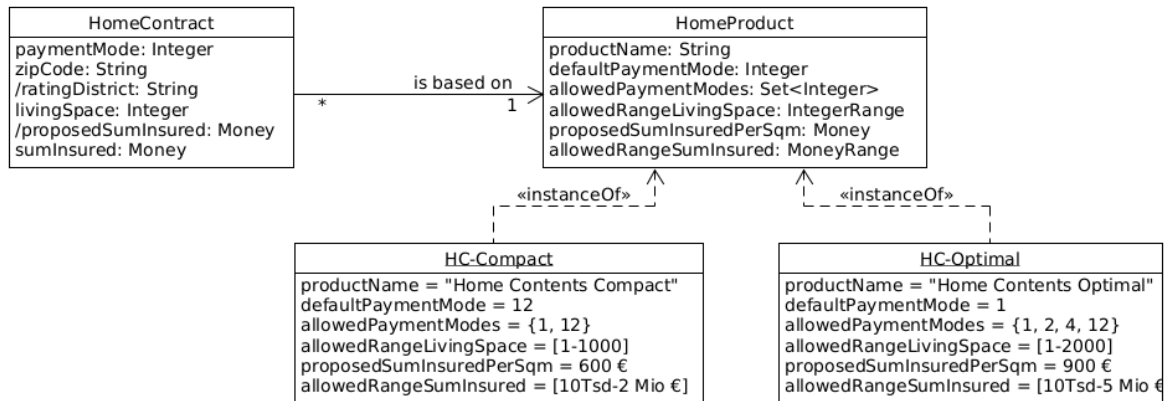 HomeContract
paymentMode: Integer
zipCode: String
/ratingDistrict: String
livingSpace: Integer
/proposedSumInsured: Money
sumInsured: Money
is based on
*
1
HomeProduct
productName: String
defaultPaymentMode: Integer
allowedPaymentModes: Set<Integer>
allowedRangeLivingSpace: IntegerRange
proposedSumInsuredPerSqm: Money
allowedRangeSumInsured: MoneyRange
«instanceOf»
«instanceOf»
HC-Compact
productName = "Home Contents Compact"
defaultPaymentMode = 12
allowedPaymentModes = {1, 12}
allowedRangeLivingSpace = [1-1000]
proposedSumInsuredPerSqm = 600 €
allowedRangeSumInsured = [10Tsd-2 Mio €]
HC-Optimal
productName = "Home Contents Optimal"
defaultPaymentMode = 1
allowedPaymentModes = {1, 2, 4, 12}
allowedRangeLivingSpace = [1-2000]
proposedSumInsuredPerSqm = 900 €
allowedRangeSumInsured = [10Tsd-5 Mio €